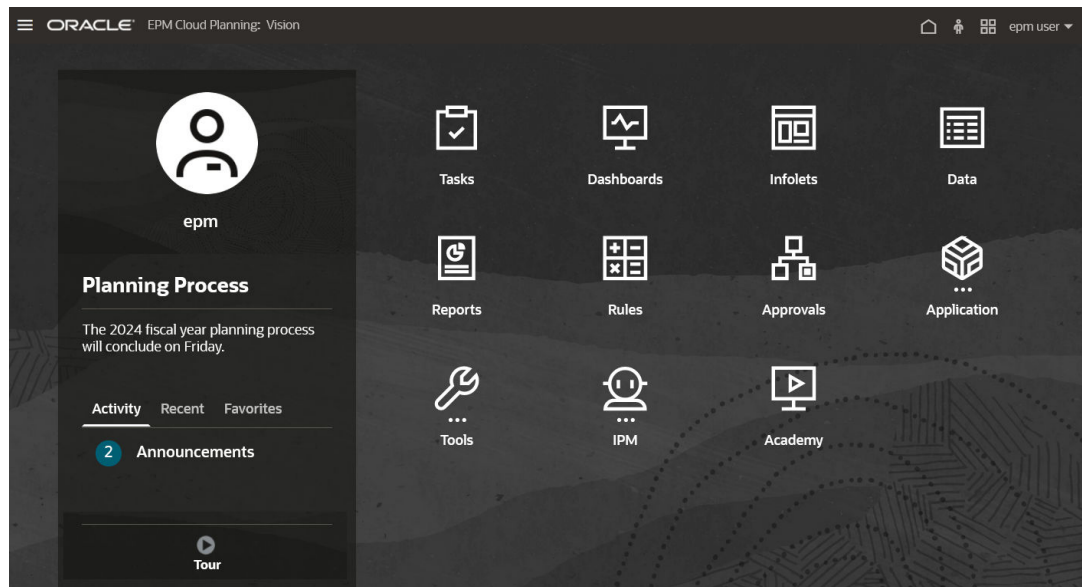 ORACLE® EPM Cloud Planning: Vision
epm user
epm
Planning Process
The 2024 fiscal year planning process
will conclude on Friday.
Activity Recent Favorites
2 Announcements
Tour
Tasks Dashboards Infolets Data
Reports Rules Approvals Application
Tools IPM Academy